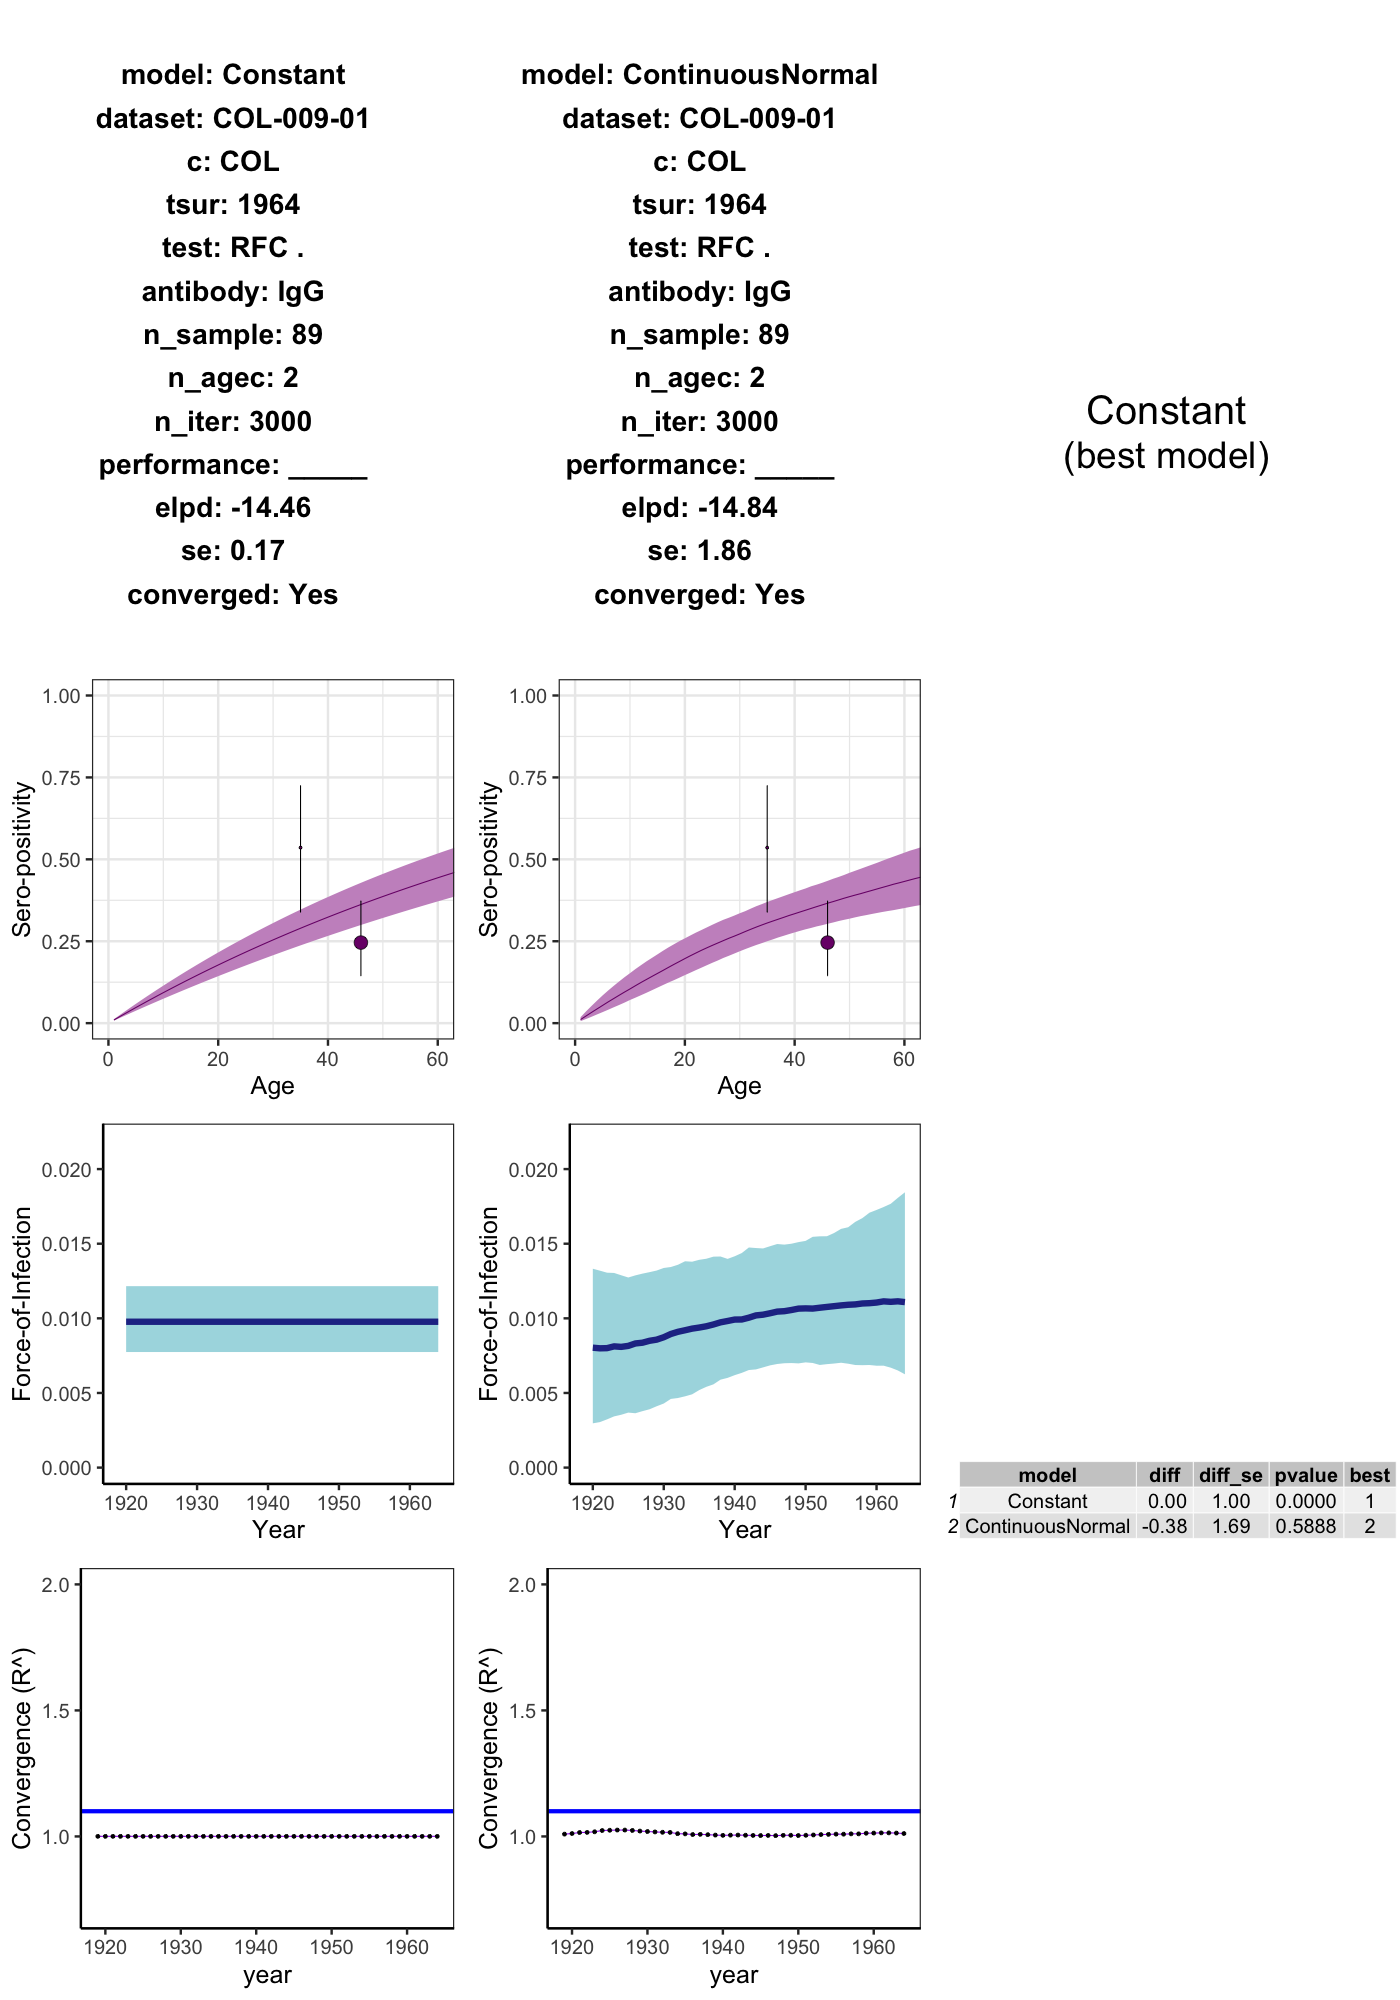 model: Constant
dataset: COL-009-01
c: COL
tsur: 1964
test: RFC .
antibody: IgG
n_sample: 89
n_agec: 2
n_iter: 3000
performance: _____
elpd: -14.46
se: 0.17
converged: Yes
model: ContinuousNormal
dataset: COL-009-01
c: COL
tsur: 1964
test: RFC .
antibody: IgG
n_sample: 89
n_agec: 2
n_iter: 3000
performance: _____
elpd: -14.84
se: 1.86
converged: Yes
Constant
(best model)
Sero-positivity
1.00
0.75
0.50
0.25
0.00
0 20 40 60
Age
Sero-positivity
1.00
0.75
0.50
0.25
0.00
0 20 40 60
Age
Force-of-Infection
0.020
0.015
0.010
0.005
0.000
1920 1930 1940 1950 1960
Year
Force-of-Infection
0.020
0.015
0.010
0.005
0.000
1920 1930 1940 1950 1960
Year
model diff diff_se pvalue best
1 Constant 0.00 1.00 0.0000 1
2 ContinuousNormal -0.38 1.69 0.5888 2
Convergence (R^)
2.0
1.5
1.0
1920 1930 1940 1950 1960
year
Convergence (R^)
2.0
1.5
1.0
1920 1930 1940 1950 1960
year